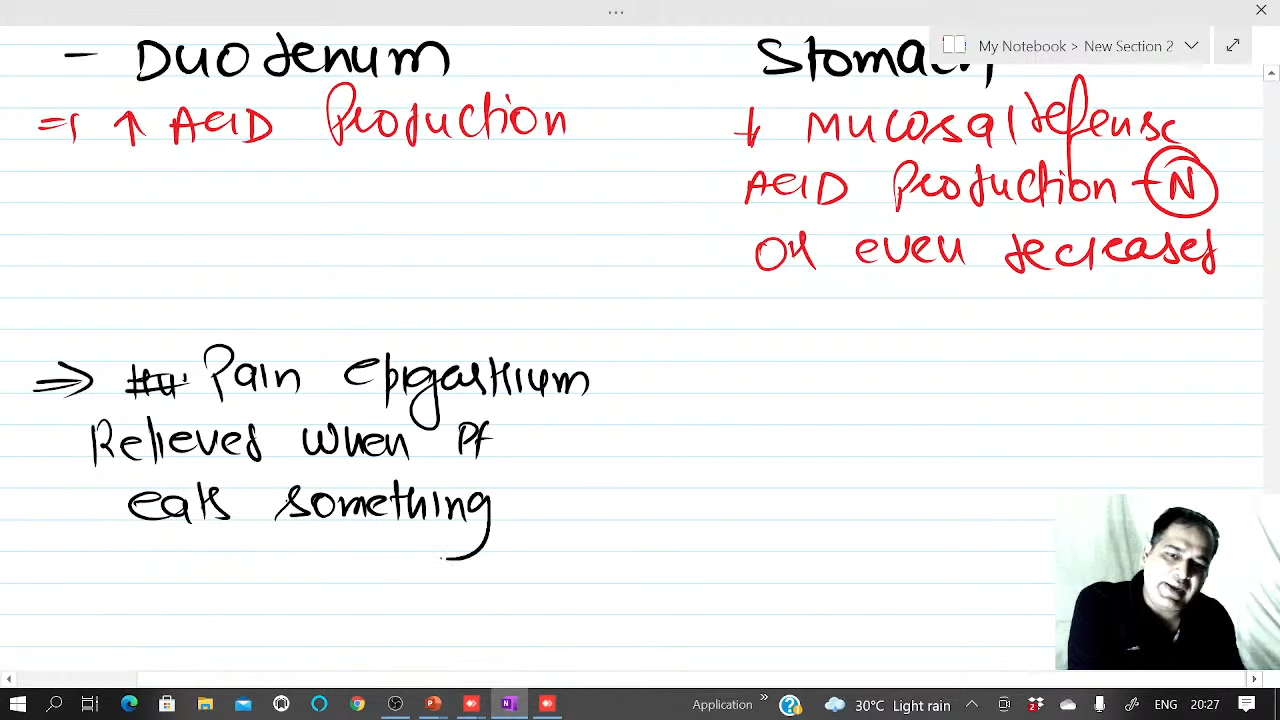 ...
My Notebook > New Section 2
- Duodenum
Stomach
=) ↑ Acid Production
↓ Mucosal defense
Acid Production - N
or even decreases
⇒ Pain epigastrium
Relieved when Pt
eats something
Application
30°C Light rain
ENG
20:27